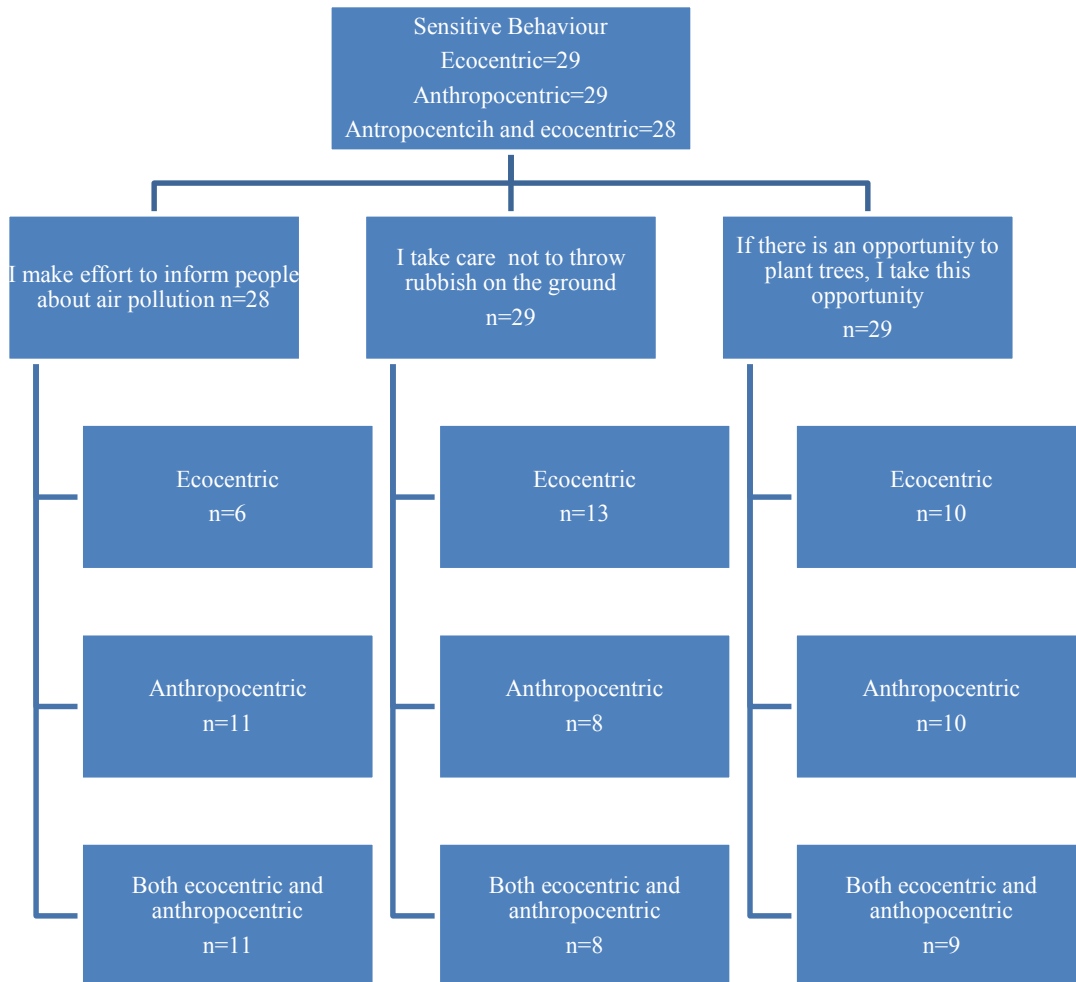 Sensitive Behaviour
Ecocentric=29
Anthropocentric=29
Antropocentcih and ecocentric=28
I make effort to inform people
about air pollution n=28
I take care  not to throw
rubbish on the ground
n=29
If there is an opportunity to
plant trees, I take this
opportunity
n=29
Ecocentric
n=6
Ecocentric
n=13
Ecocentric
n=10
Anthropocentric
n=11
Anthropocentric
n=8
Anthropocentric
n=10
Both ecocentric and
anthropocentric
n=11
Both ecocentric and
anthropocentric
n=8
Both ecocentric and
anthopocentric
n=9